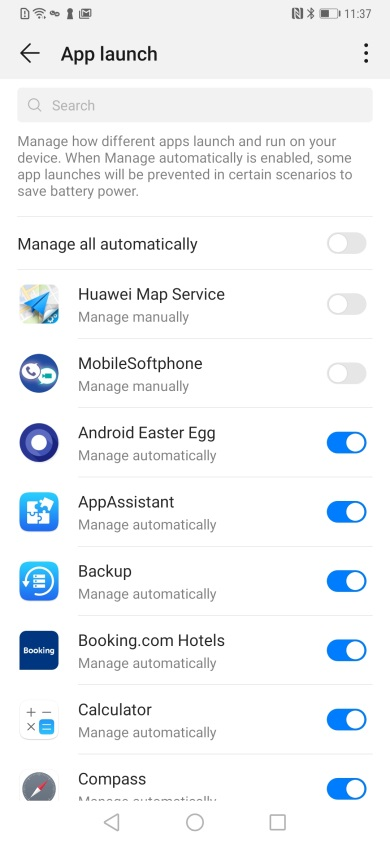 11:37
App launch
Search
Manage how different apps launch and run on your
device. When Manage automatically is enabled, some
app launches will be prevented in certain scenarios to
save battery power.
Manage all automatically
Huawei Map Service
Manage manually
MobileSoftphone
Manage manually
Android Easter Egg
Manage automatically
AppAssistant
Manage automatically
Backup
Manage automatically
Booking.com Hotels
Booking
Manage automatically
Calculator
Manage automatically
Compass
Manage automatically